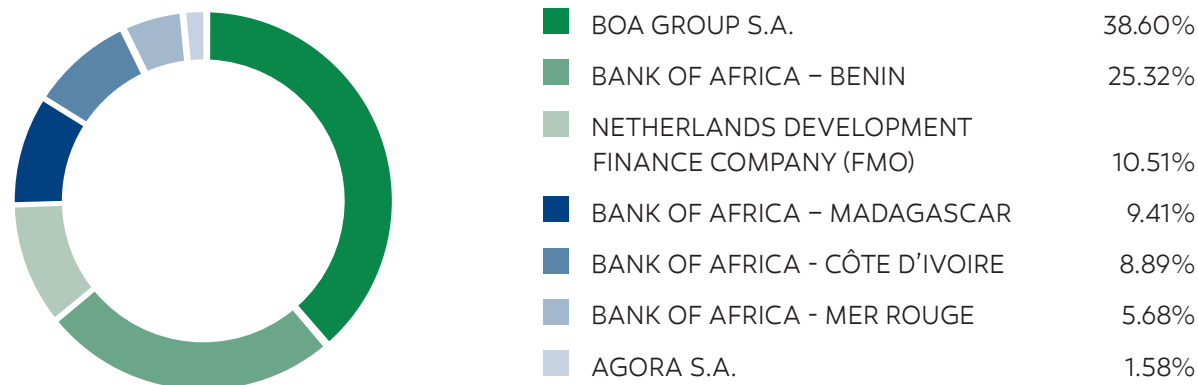 BOA GROUP S.A. 38.60%
BANK OF AFRICA – BENIN 25.32%
NETHERLANDS DEVELOPMENT
FINANCE COMPANY (FMO) 10.51%
BANK OF AFRICA – MADAGASCAR 9.41%
BANK OF AFRICA - CÔTE D’IVOIRE 8.89%
BANK OF AFRICA - MER ROUGE 5.68%
AGORA S.A. 1.58%